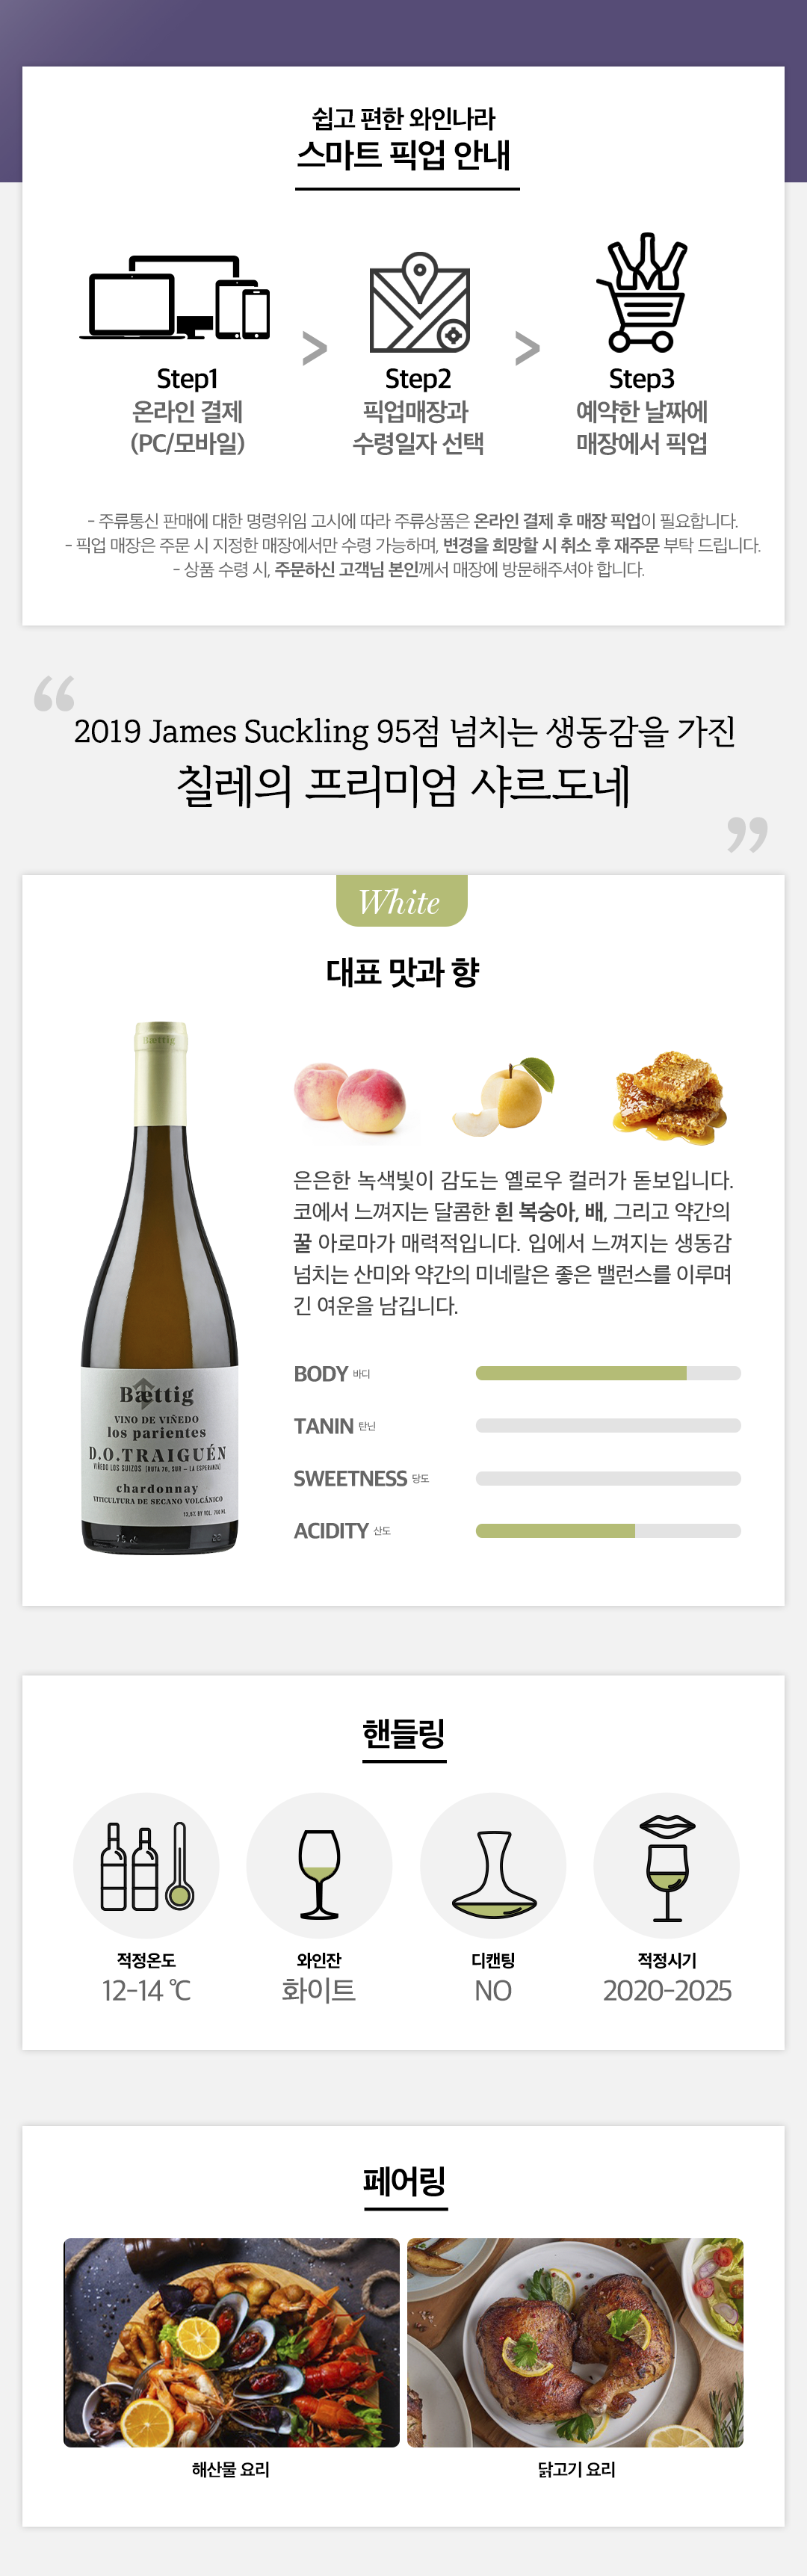 쉽고 편한 와인나라
스마트 픽업 안내
Step1
온라인 결제
(PC/모바일)
>
Step2
픽업매장과
수령일자 선택
>
Step3
예약한 날짜에
매장에서 픽업
- 주류통신 판매에 대한 명령위임 고시에 따라 주류상품은 온라인 결제 후 매장 픽업이 필요합니다.
- 픽업 매장은 주문 시 지정한 매장에서만 수령 가능하며, 변경을 희망할 시 취소 후 재주문 부탁 드립니다.
- 상품 수령 시, 주문하신 고객님 본인께서 매장에 방문해주셔야 합니다.
“
2019 James Suckling 95점 넘치는 생동감을 가진
칠레의 프리미엄 샤르도네
”
White
대표 맛과 향
Bættig
은은한 녹색빛이 감도는 옐로우 컬러가 돋보입니다.
코에서 느껴지는 달콤한 흰 복숭아, 배, 그리고 약간의
꿀 아로마가 매력적입니다. 입에서 느껴지는 생동감
넘치는 산미와 약간의 미네랄은 좋은 밸런스를 이루며
긴 여운을 남깁니다.
Bættig
VINO DE VIÑEDO
los parientes
D.O.TRAIGUÉN
VIÑEDO LOS SUIZOS (RUTA 76, SUR – LA ESPERANZA)
chardonnay
VITICULTURA DE SECANO VOLCÁNICO
13,5% BY VOL. 750 ML
BODY 바디
TANIN 탄닌
SWEETNESS 당도
ACIDITY 산도
핸들링
적정온도
12-14 ℃
와인잔
화이트
디캔팅
NO
적정시기
2020-2025
페어링
해산물 요리
닭고기 요리